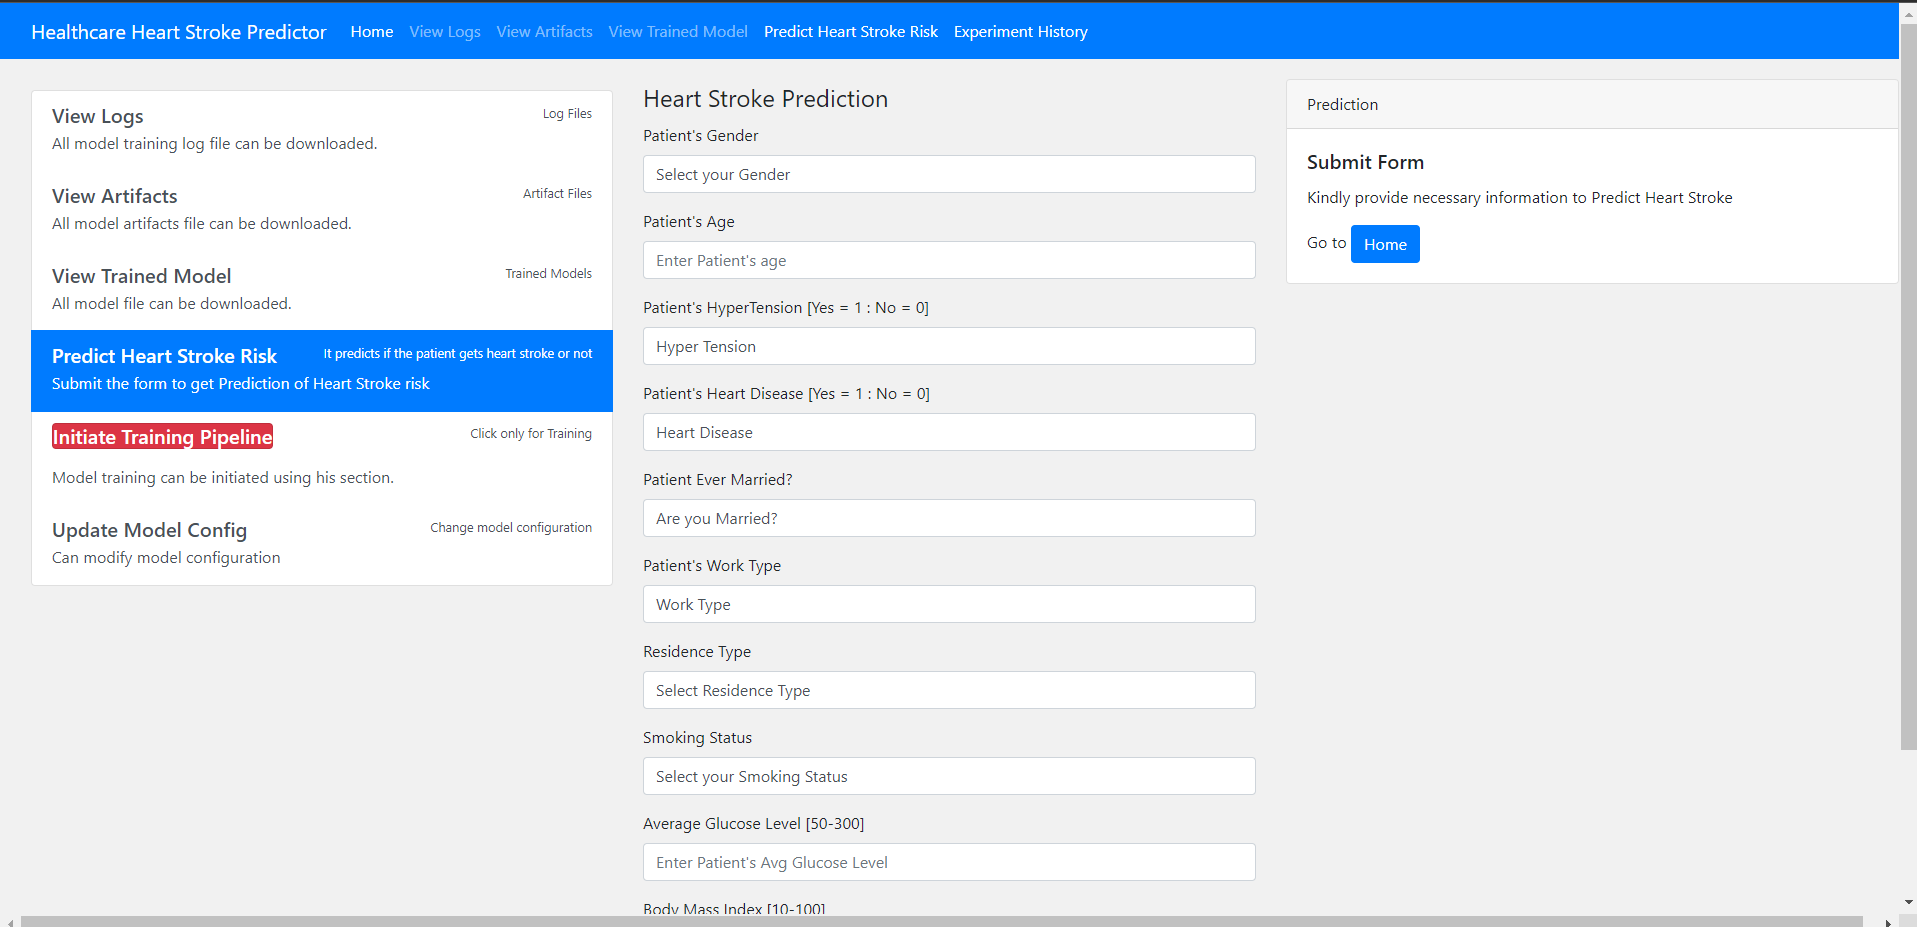 Healthcare Heart Stroke Predictor Home View Logs View Artifacts View Trained Model Predict Heart Stroke Risk Experiment History
View Logs Log Files
All model training log file can be downloaded.
View Artifacts Artifact Files
All model artifacts file can be downloaded.
View Trained Model Trained Models
All model file can be downloaded.
Predict Heart Stroke Risk It predicts if the patient gets heart stroke or not
Submit the form to get Prediction of Heart Stroke risk
Initiate Training Pipeline Click only for Training
Model training can be initiated using his section.
Update Model Config Change model configuration
Can modify model configuration
Heart Stroke Prediction
Patient's Gender
Select your Gender
Patient's Age
Enter Patient's age
Patient's HyperTension [Yes = 1 : No = 0]
Hyper Tension
Patient's Heart Disease [Yes = 1 : No = 0]
Heart Disease
Patient Ever Married?
Are you Married?
Patient's Work Type
Work Type
Residence Type
Select Residence Type
Smoking Status
Select your Smoking Status
Average Glucose Level [50-300]
Enter Patient's Avg Glucose Level
Body Mass Index [10-100]
Prediction
Submit Form
Kindly provide necessary information to Predict Heart Stroke
Go to Home